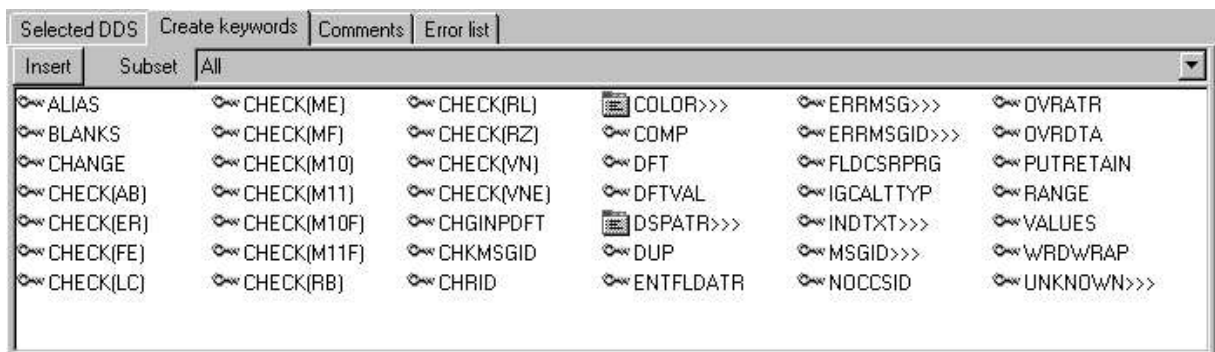 Selected DDS Create keywords Comments Error list
Insert Subset All
ALIAS CHECK(ME) CHECK(RL) COLOR>>> ERRMSG>>> OVRATR
BLANKS CHECK(MF) CHECK(RZ) COMP ERRMSGID>>> OVRDTA
CHANGE CHECK(M10) CHECK(VN) DFT FLDCSRPRG PUTRETAIN
CHECK(AB) CHECK(M11) CHECK(VNE) DFTVAL IGCALTTYP RANGE
CHECK(ER) CHECK(M10F) CHGINPDFT DSPATR>>> INDTXT>>> VALUES
CHECK(FE) CHECK(M11F) CHKMSGID DUP MSGID>>> WRDWRAP
CHECK(LC) CHECK(RB) CHRID ENTFLDATR NOCCSID UNKNOWN>>>